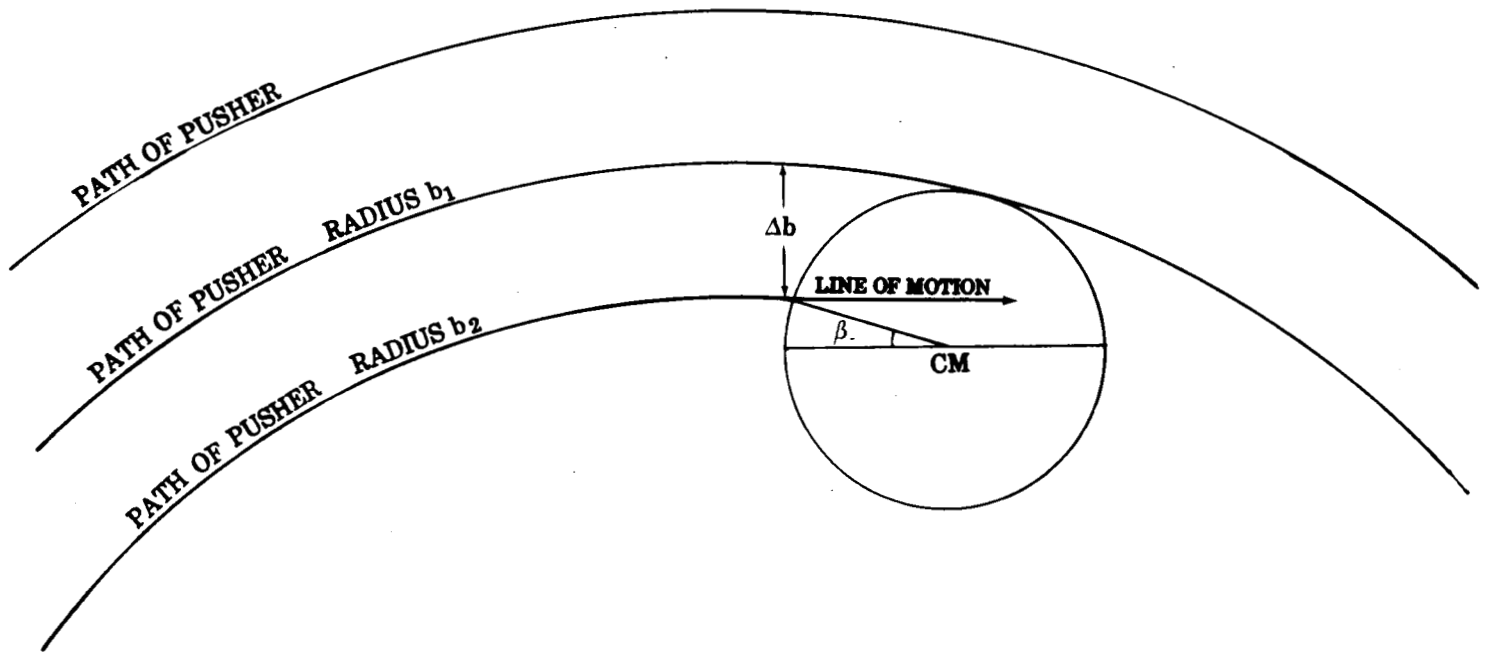 PATH OF PUSHER
PATH OF PUSHER RADIUS b₁
Δb
LINE OF MOTION
PATH OF PUSHER RADIUS b₂
β
CM